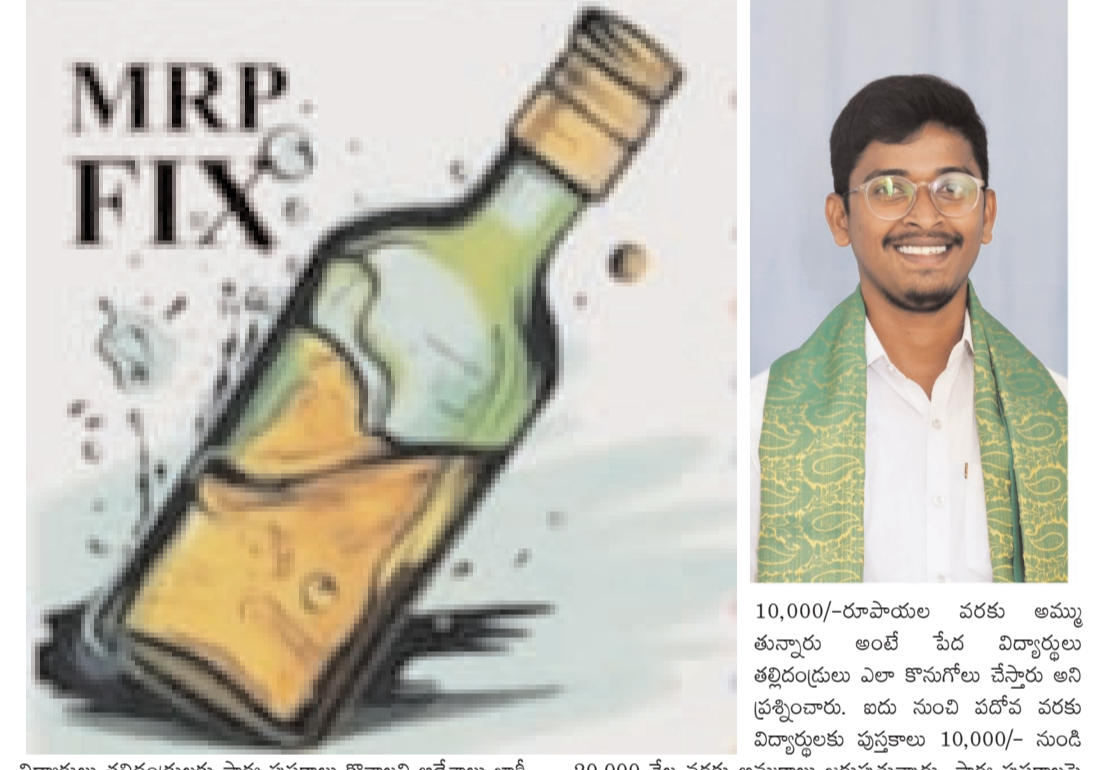 MRP
FIX
10,000/-రూపాయల వరకు అమ్ము
తున్నారు అంటే పేద విద్యార్థులు
తల్లిదండ్రులు ఎలా కొనుగోలు చేస్తారు అని
ప్రశ్నించారు. ఐదు నుంచి పదోవ వరకు
విద్యార్థులకు పుస్తకాలు 10,000/- నుండి